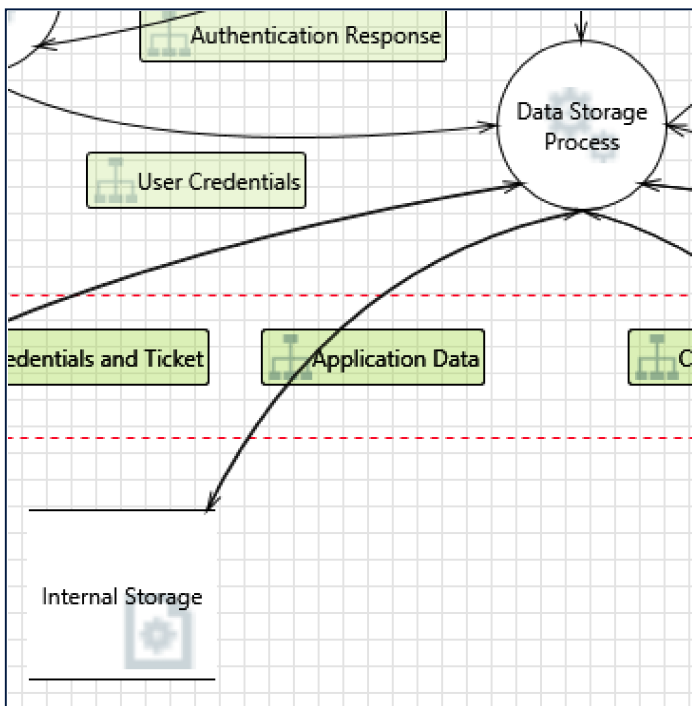 Authentication Response
Data Storage
Process
User Credentials
edentials and Ticket
Application Data
C
Internal Storage